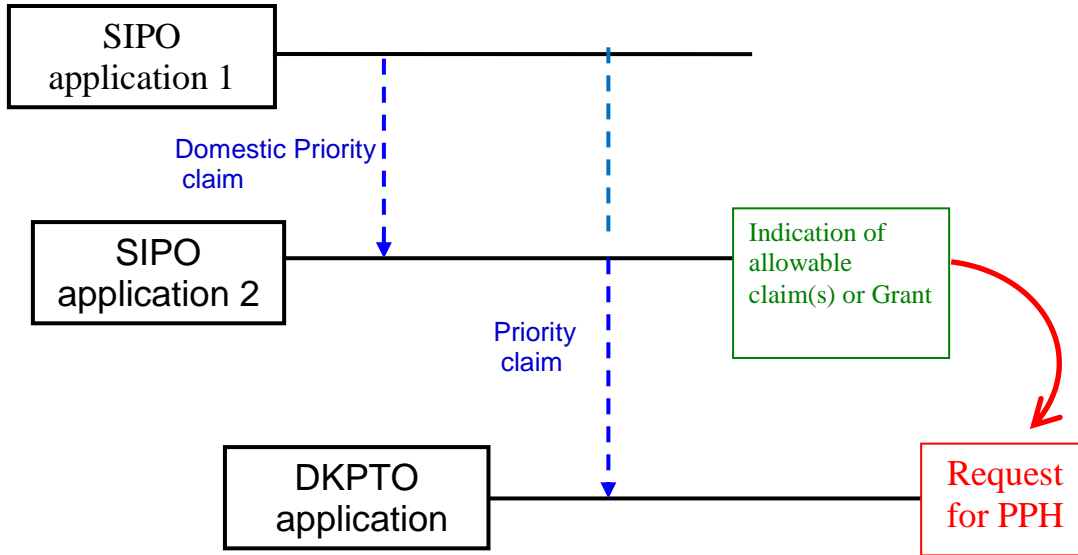 SIPO
application 1
Domestic Priority
claim
SIPO
application 2
Indication of
allowable
claim(s) or Grant
Priority
claim
DKPTO
application
Request
for PPH